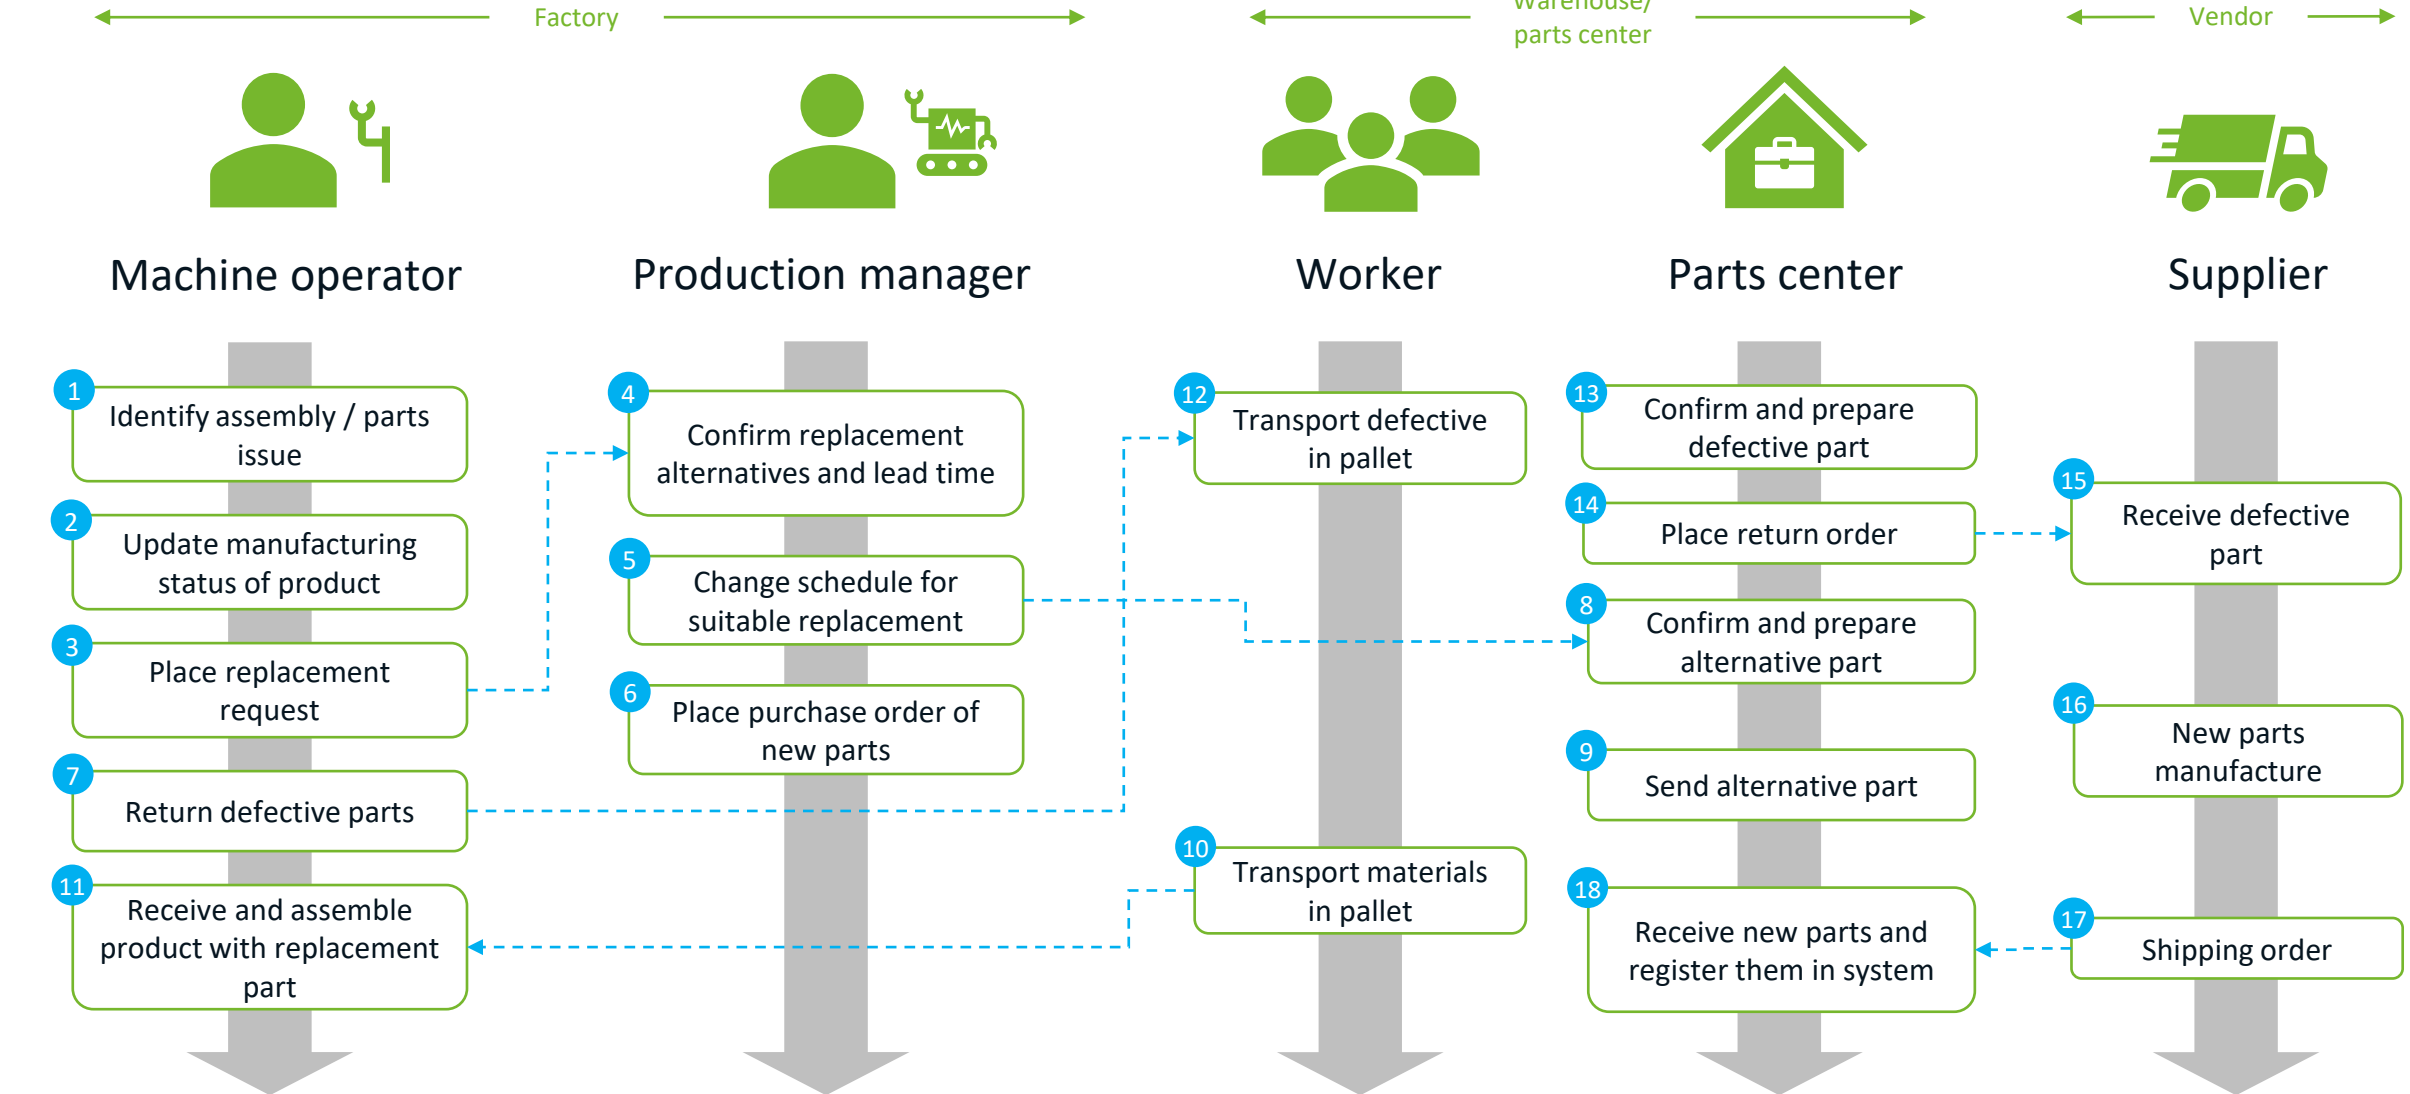 Factory
Warehouse/
parts center
Vendor
Machine operator
Production manager
Worker
Parts center
Supplier
1
Identify assembly / parts
issue
2
Update manufacturing
status of product
3
Place replacement
request
7
Return defective parts
11
Receive and assemble
product with replacement
part
4
Confirm replacement
alternatives and lead time
5
Change schedule for
suitable replacement
6
Place purchase order of
new parts
12
Transport defective
in pallet
10
Transport materials
in pallet
13
Confirm and prepare
defective part
14
Place return order
8
Confirm and prepare
alternative part
9
Send alternative part
18
Receive new parts and
register them in system
15
Receive defective
part
16
New parts
manufacture
17
Shipping order